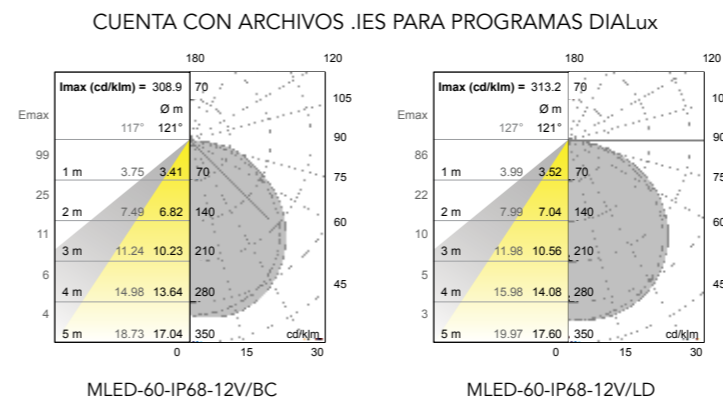 CUENTA CON ARCHIVOS .IES PARA PROGRAMAS DIALux
180 120
Imax (cd/klm) = 308.9 70
105
Emax
Ø m
117° 121°
90
99
1 m 3.75 3.41 70
75
25
2 m 7.49 6.82 140
60
11
3 m 11.24 10.23 210
6
45
4 m 14.98 13.64 280
4
5 m 18.73 17.04 350 cd/klm
0 15 30
MLED-60-IP68-12V/BC
180 120
Imax (cd/klm) = 313.2 70
10
Emax
Ø m
127° 121°
90
86
1 m 3.99 3.52 70
75
22
2 m 7.99 7.04 140
60
10
3 m 11.98 10.56 210
5
45
4 m 15.98 14.08 280
3
5 m 19.97 17.60 350 cd/klm
0 15 30
MLED-60-IP68-12V/LD